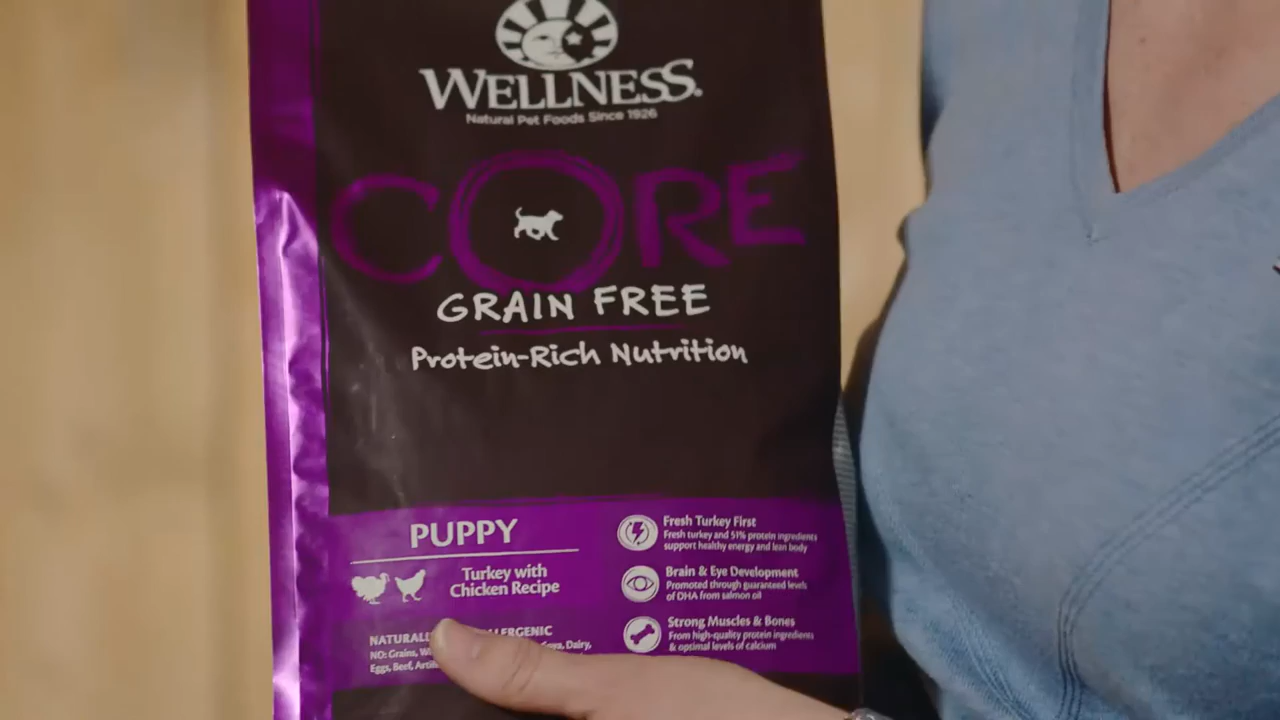 WELLNESS.
Natural Pet Foods Since 1926
CORE
GRAIN FREE
Protein-Rich Nutrition
PUPPY
Turkey with
Chicken Recipe
Fresh Turkey First
Fresh turkey and 51% protein ingredients
support healthy energy and lean body
Brain & Eye Development
Promoted through guaranteed levels
of DHA from salmon oil
Strong Muscles & Bones
From high-quality protein ingredients
& optimal levels of calcium
NO: Grains, Dairy,
Eggs, Beef,